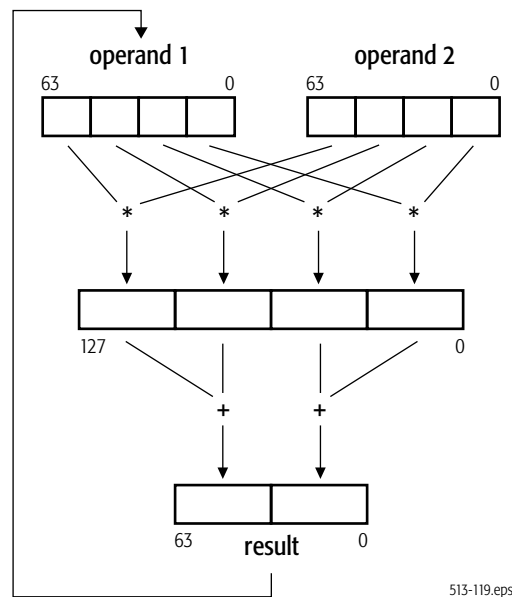 operand 1 operand 2
63 0 63 0
* * * *
127 0
+ +
63 result 0
513-119.eps